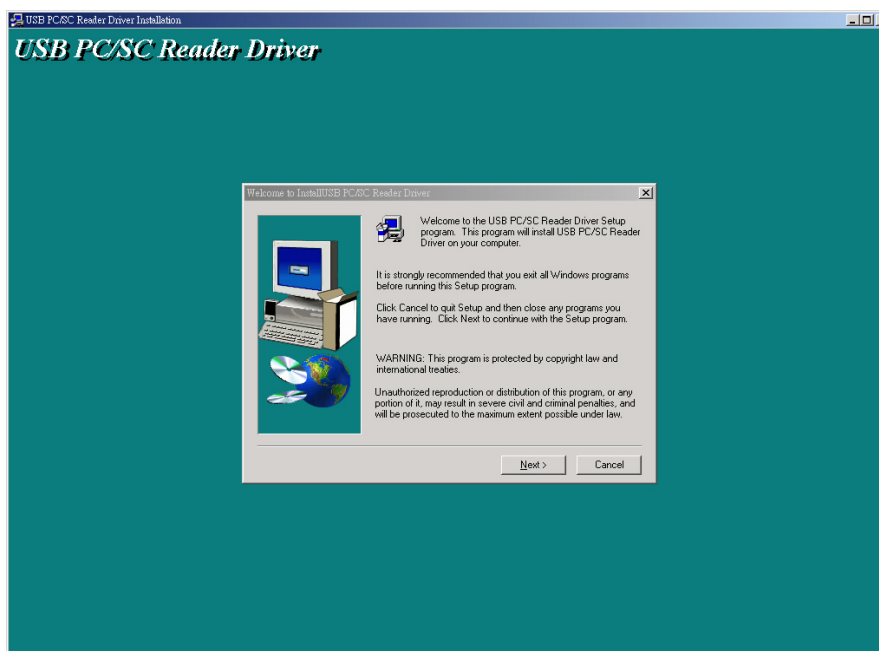 USB PC/SC Reader Driver Installation
USB PC/SC Reader Driver
Welcome to InstallUSB PC/SC Reader Driver
Welcome to the USB PC/SC Reader Driver Setup
program. This program will install USB PC/SC Reader
Driver on your computer.
It is strongly recommended that you exit all Windows programs
before running this Setup program.
Click Cancel to quit Setup and then close any programs you
have running. Click Next to continue with the Setup program.
WARNING: This program is protected by copyright law and
international treaties.
Unauthorized reproduction or distribution of this program, or any
portion of it, may result in severe civil and criminal penalties, and
will be prosecuted to the maximum extent possible under law.
Next >
Cancel